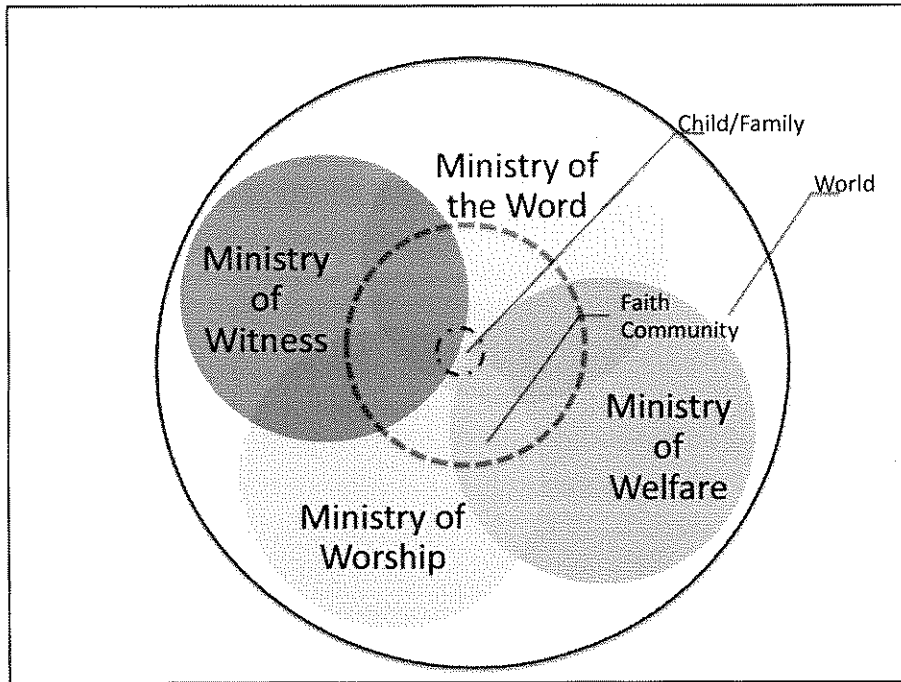 Child/Family
Ministry of
the Word
World
Ministry
of
Witness
Faith
Community
Ministry
of
Welfare
Ministry of
Worship